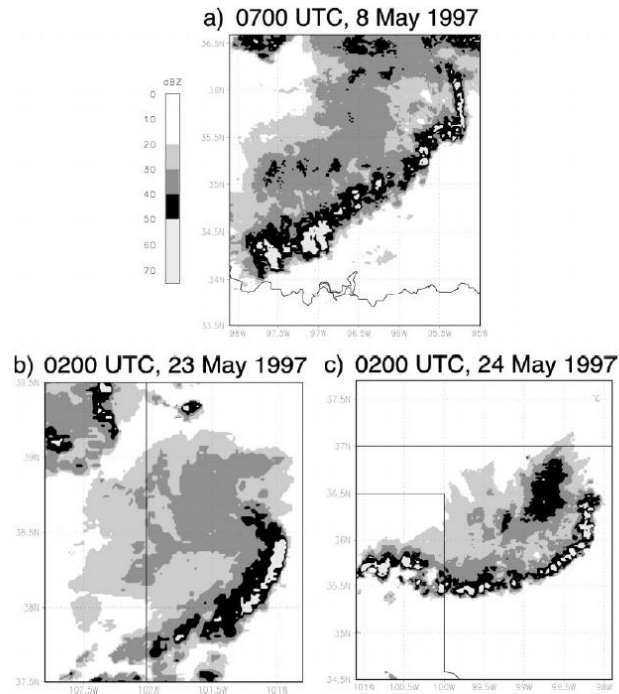 a) 0700 UTC, 8 May 1997
dBZ
0
20
30
40
50
60
70
36.5N
36N
35.5N
35N
34.5N
34N
33.5N
98W 97.5W 97W 96.5W 96W 95.5W 95W
b) 0200 UTC, 23 May 1997
39N
38.5N
38N
37.5N
102.5W 102W 101.5W 101W
c) 0200 UTC, 24 May 1997
37.5N
37N
36.5N
36N
35.5N
35N
34.5N
101W 100.5W 100W 99.5W 99W 98.5W 98W